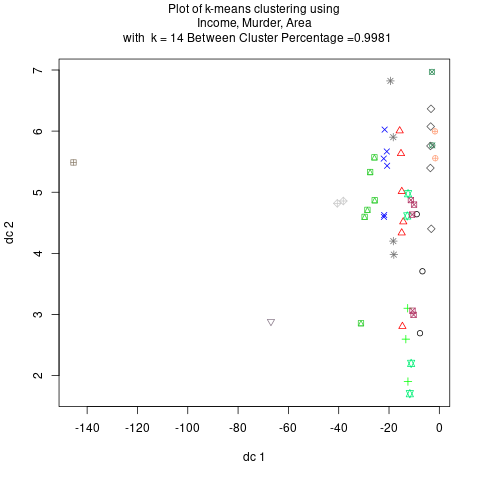 Plot of k-means clustering using
Income, Murder, Area
with k = 14 Between Cluster Percentage =0.9981
7
6
5
4
3
2
dc 2
-140 -120 -100 -80 -60 -40 -20 0
dc 1